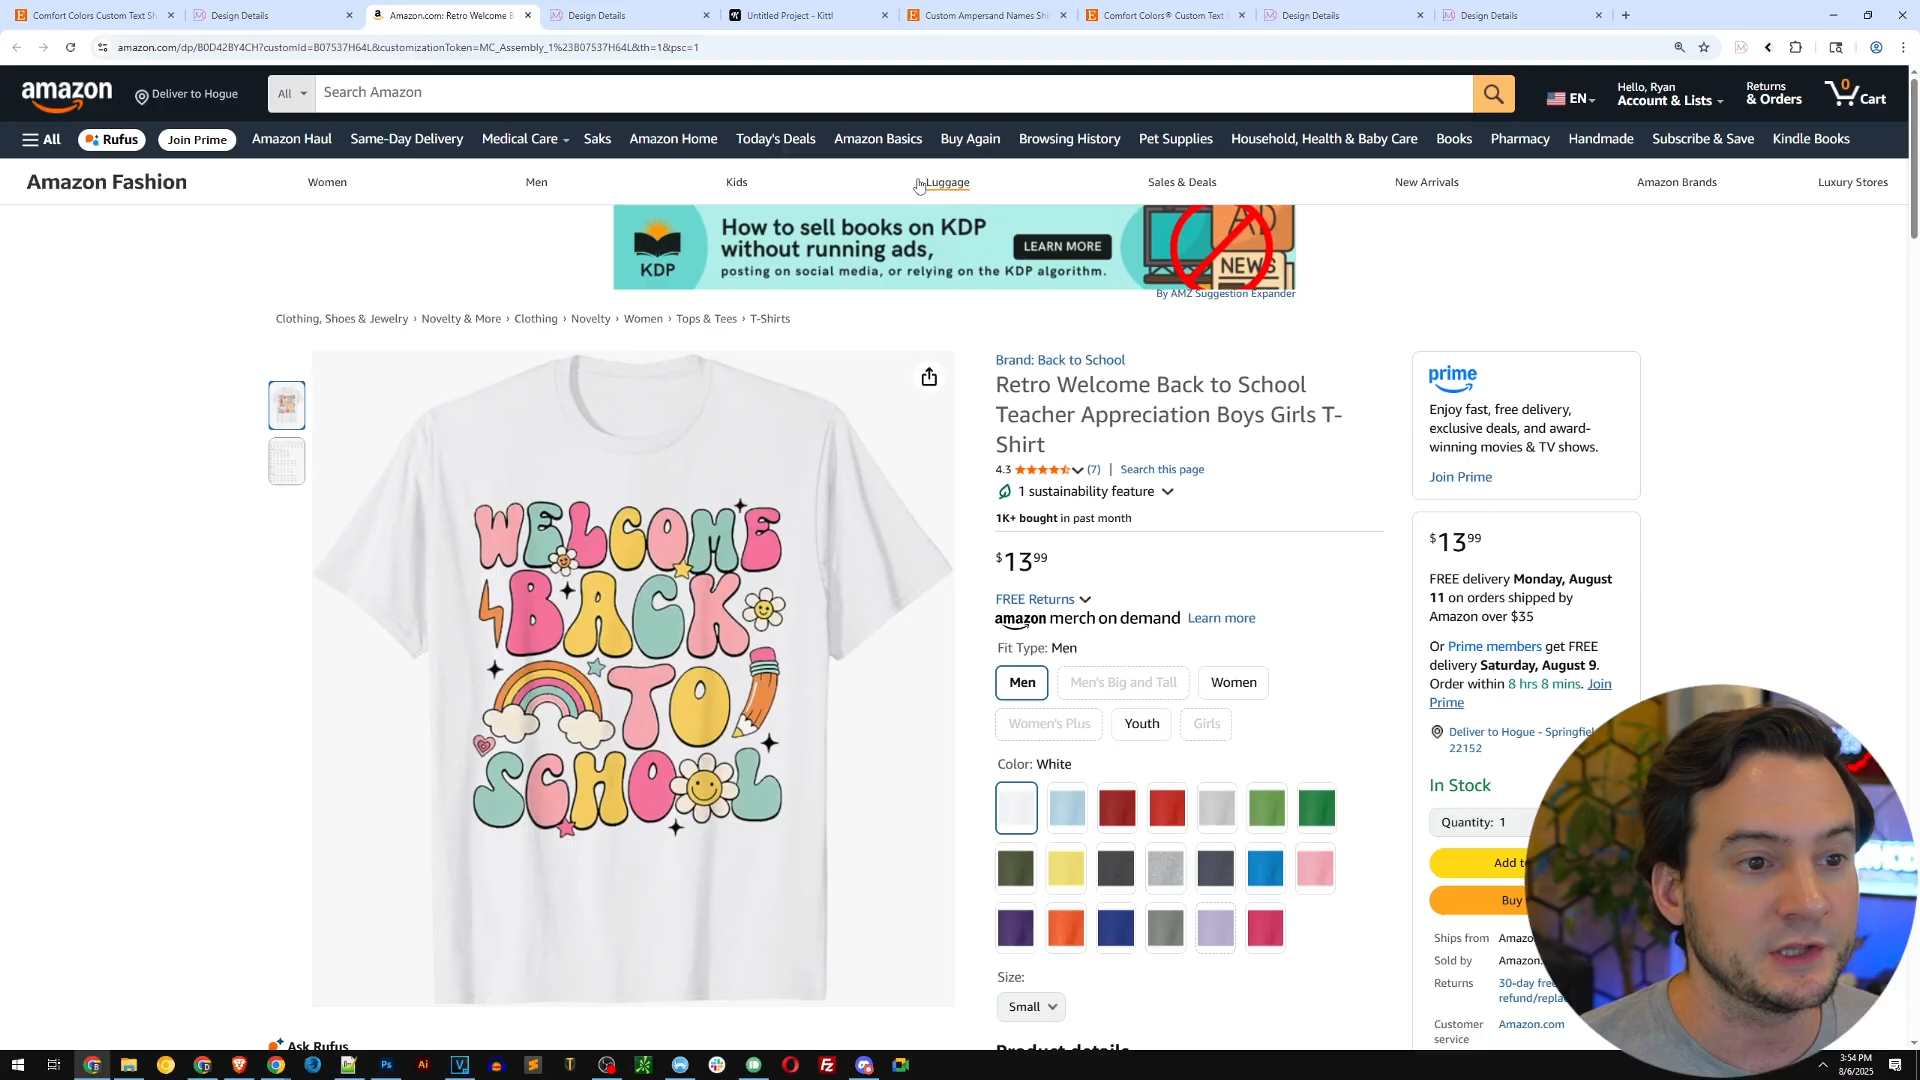 Comfort Colors Custom Text Sh
Design Details
Amazon.com: Retro Welcome B
Design Details
Untitled Project - Kittl
Custom Ampersand Names Shi
Comfort Colors® Custom Text
Design Details
Design Details
amazon.com/dp/B0D42BY4CH?customId=B07537H64L&customizationToken=MC_Assembly_1%23B07537H64L&th=1&psc=1
amazon
Deliver to Hogue
All
Search Amazon
EN
Hello, Ryan
Account & Lists
Returns
& Orders
0
Cart
All
Rufus
Join Prime
Amazon Haul
Same-Day Delivery
Medical Care
Saks
Amazon Home
Today's Deals
Amazon Basics
Buy Again
Browsing History
Pet Supplies
Household, Health & Baby Care
Books
Pharmacy
Handmade
Subscribe & Save
Kindle Books
Amazon Fashion
Women
Men
Kids
Luggage
Sales & Deals
New Arrivals
Amazon Brands
Luxury Stores
KDP
How to sell books on KDP
without running ads,
posting on social media, or relying on the KDP algorithm.
LEARN MORE
AD
NEWS
By AMZ Suggestion Expander
Clothing, Shoes & Jewelry › Novelty & More › Clothing › Novelty › Women › Tops & Tees › T-Shirts
WELCOME
BACK
TO
SCHOOL
Ask Rufus
Brand: Back to School
Retro Welcome Back to School
Teacher Appreciation Boys Girls T-
Shirt
4.3
(7) | Search this page
1 sustainability feature
1K+ bought in past month
$13 99
FREE Returns
amazon merch on demand Learn more
Fit Type: Men
Men
Men's Big and Tall
Women
Women's Plus
Youth
Girls
Color: White
Size:
Small
Product details
prime
Enjoy fast, free delivery,
exclusive deals, and award-
winning movies & TV shows.
Join Prime
$13 99
FREE delivery Monday, August
11 on orders shipped by
Amazon over $35
Or Prime members get FREE
delivery Saturday, August 9.
Order within 8 hrs 8 mins. Join
Prime
Deliver to Hogue - Springfiel
22152
In Stock
Quantity: 1
Add t
Buy
Ships from Amazo
Sold by Amazon.
Returns 30-day free
refund/repla
Customer Amazon.com
service
3:54 PM
8/6/2025